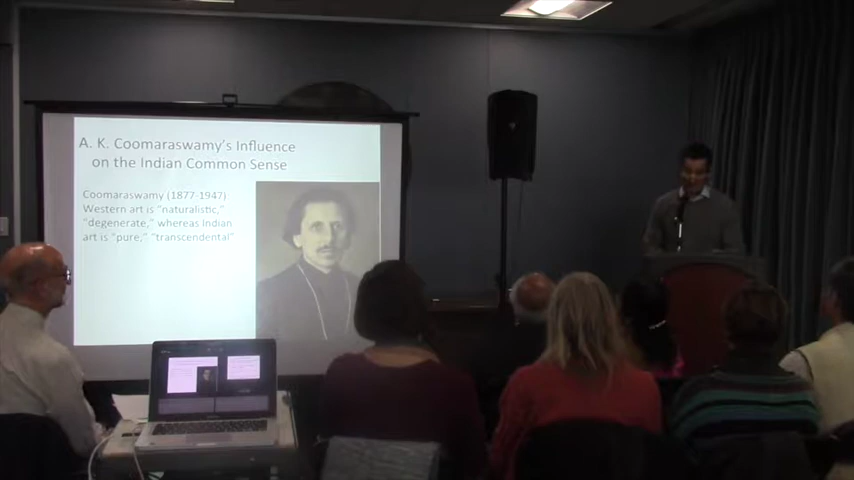 A. K. Coomaraswamy's Influence
on the Indian Common Sense
Coomaraswamy (1877-1947)
Western art is "naturalistic,"
"degenerate," whereas Indian
art is "pure," "transcendental"